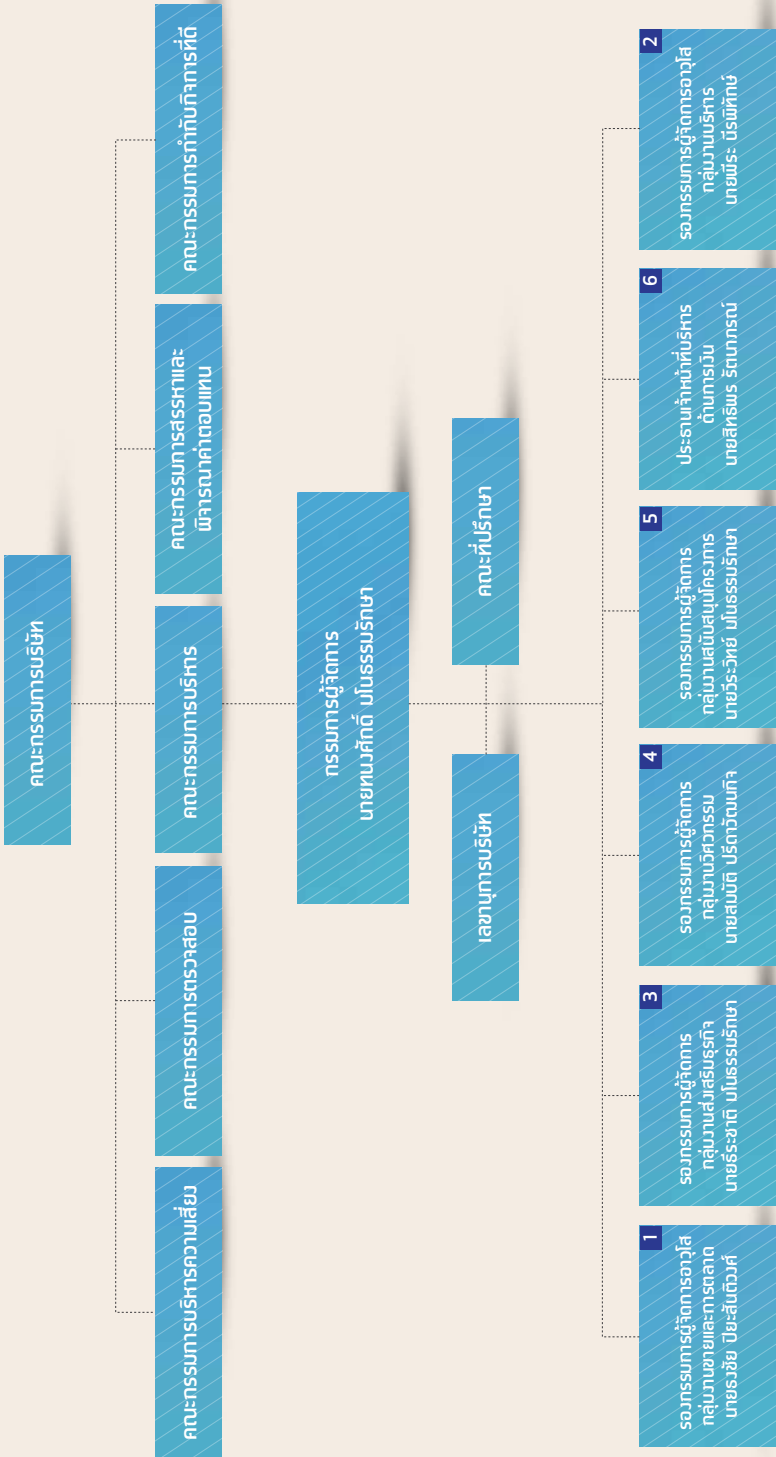 คณะกรรมการบริษัท
คณะกรรมการบริหารความเสี่ยง
คณะกรรมการตรวจสอบ
คณะกรรมการบริหาร
คณะกรรมการสรรหาและ
พิจารณาค่าตอบแทน
คณะกรรมการกำกับกิจการที่ดี
กรรมการผู้จัดการ
นายทนงศักดิ์ มโนธรรมรักษา
เลขานุการบริษัท
คณะที่ปรึกษา
1
รองกรรมการผู้จัดการอาวุโส
กลุ่มงานขายและการตลาด
นายธงชัย ปิยะสันติวงศ์
3
รองกรรมการผู้จัดการ
กลุ่มงานส่งเสริมธุรกิจ
นายธีระชาติ มโนธรรมรักษา
4
รองกรรมการผู้จัดการ
กลุ่มงานวิศวกรรม
นายสมบัติ ปรีดาวัฒนกิจ
5
รองกรรมการผู้จัดการ
กลุ่มงานสนับสนุนโครงการ
นายวีระวิทย์ มโนธรรมรักษา
6
ประธานเจ้าหน้าที่บริหาร
ด้านการเงิน
นายสิทธิพร รัตนาภรณ์
2
รองกรรมการผู้จัดการอาวุโส
กลุ่มงานบริหาร
นายพีระ นีรพิทักษ์